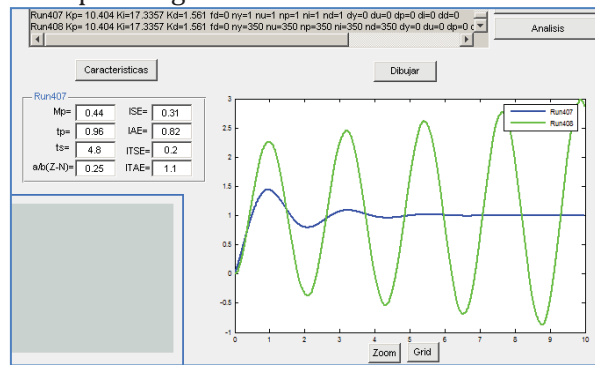 Run407 Kp= 10.404 Ki=17.3357 Kd=1.561 fd=0 ny=1 nu=1 np=1 ni=1 nd=1 dy=0 du=0 dp=0 di=0 dd=0
Run408 Kp= 10.404 Ki=17.3357 Kd=1.561 fd=0 ny=350 nu=350 np=350 ni=350 nd=350 dy=0 du=0 dp=0
Analisis
Caracteristicas
Dibujar
Run407
Mp= 0.44 ISE= 0.31
tp= 0.96 IAE= 0.82
ts= 4.8 ITSE= 0.2
a/b(Z-N)= 0.25 ITAE= 1.1
Run407
Run408
3
2.5
2
1.5
1
0.5
0
-0.5
-1
0 1 2 3 4 5 6 7 8 9 10
Zoom Grid